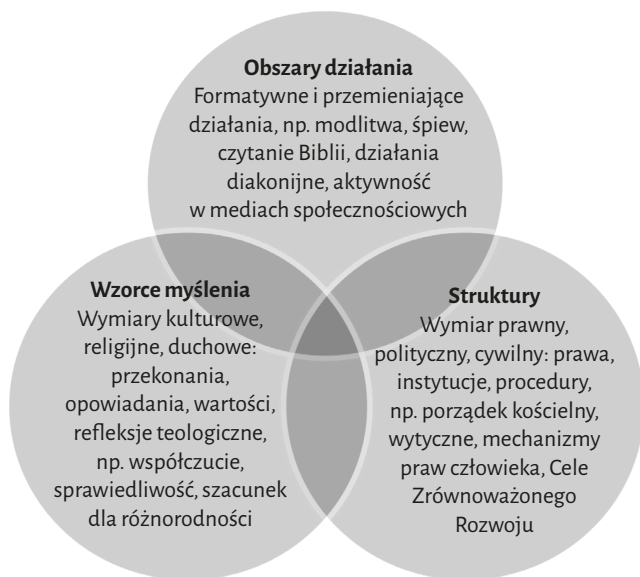 Obszary działania
Formatywne i przemieniające
działania, np. modlitwa, śpiew,
czytanie Biblii, działania
diakonijne, aktywność
w mediach społecznościowych
Wzorce myślenia
Wymiary kulturowe,
religijne, duchowe:
przekonania,
opowiadania, wartości,
refleksje teologiczne,
np. współczucie,
sprawiedliwość, szacunek
dla różnorodności
Struktury
Wymiar prawny,
polityczny, cywilny: prawa,
instytucje, procedury,
np. porządek kościelny,
wytyczne, mechanizmy
praw człowieka, Cele
Zrównoważonego
Rozwoju